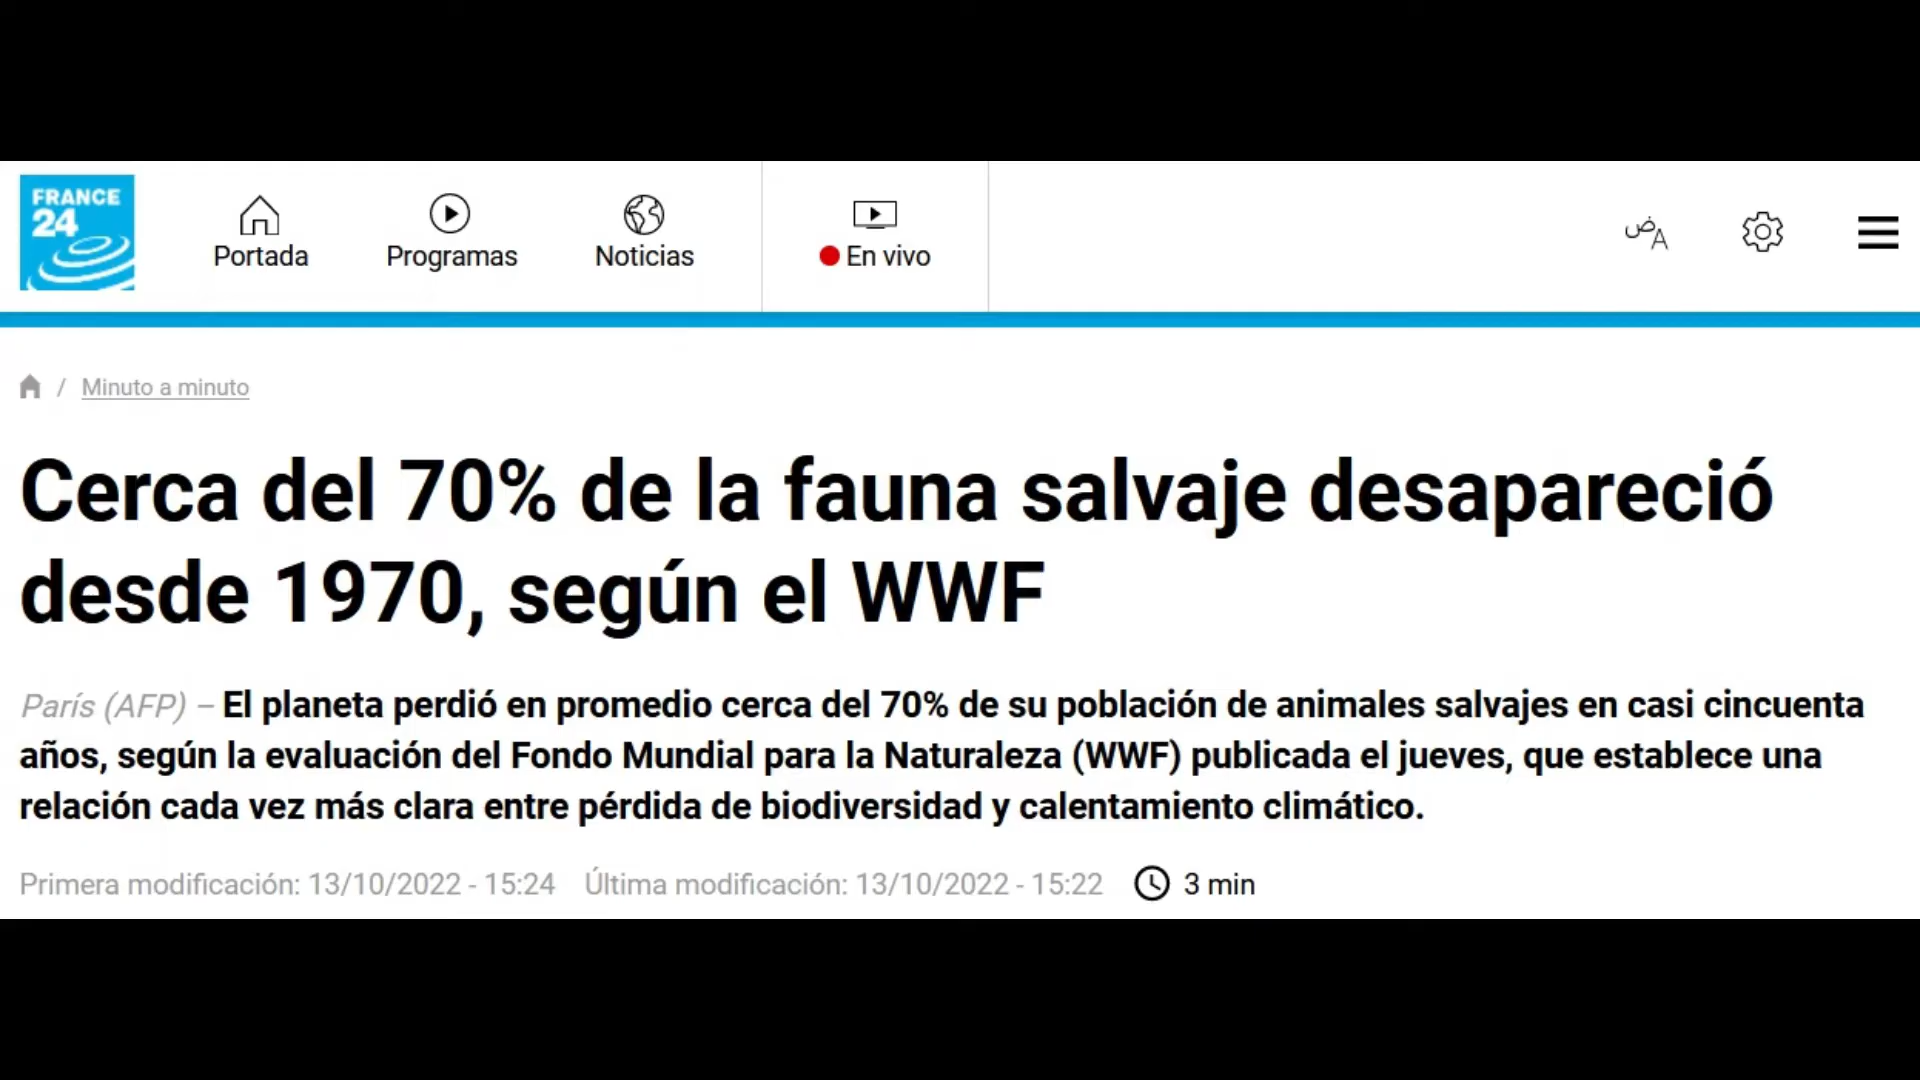 FRANCE
24
Portada
Programas
Noticias
En vivo
ض A
/ Minuto a minuto
Cerca del 70% de la fauna salvaje desapareció
desde 1970, según el WWF
París (AFP) – El planeta perdió en promedio cerca del 70% de su población de animales salvajes en casi cincuenta
años, según la evaluación del Fondo Mundial para la Naturaleza (WWF) publicada el jueves, que establece una
relación cada vez más clara entre pérdida de biodiversidad y calentamiento climático.
Primera modificación: 13/10/2022 - 15:24 Última modificación: 13/10/2022 - 15:22 3 min